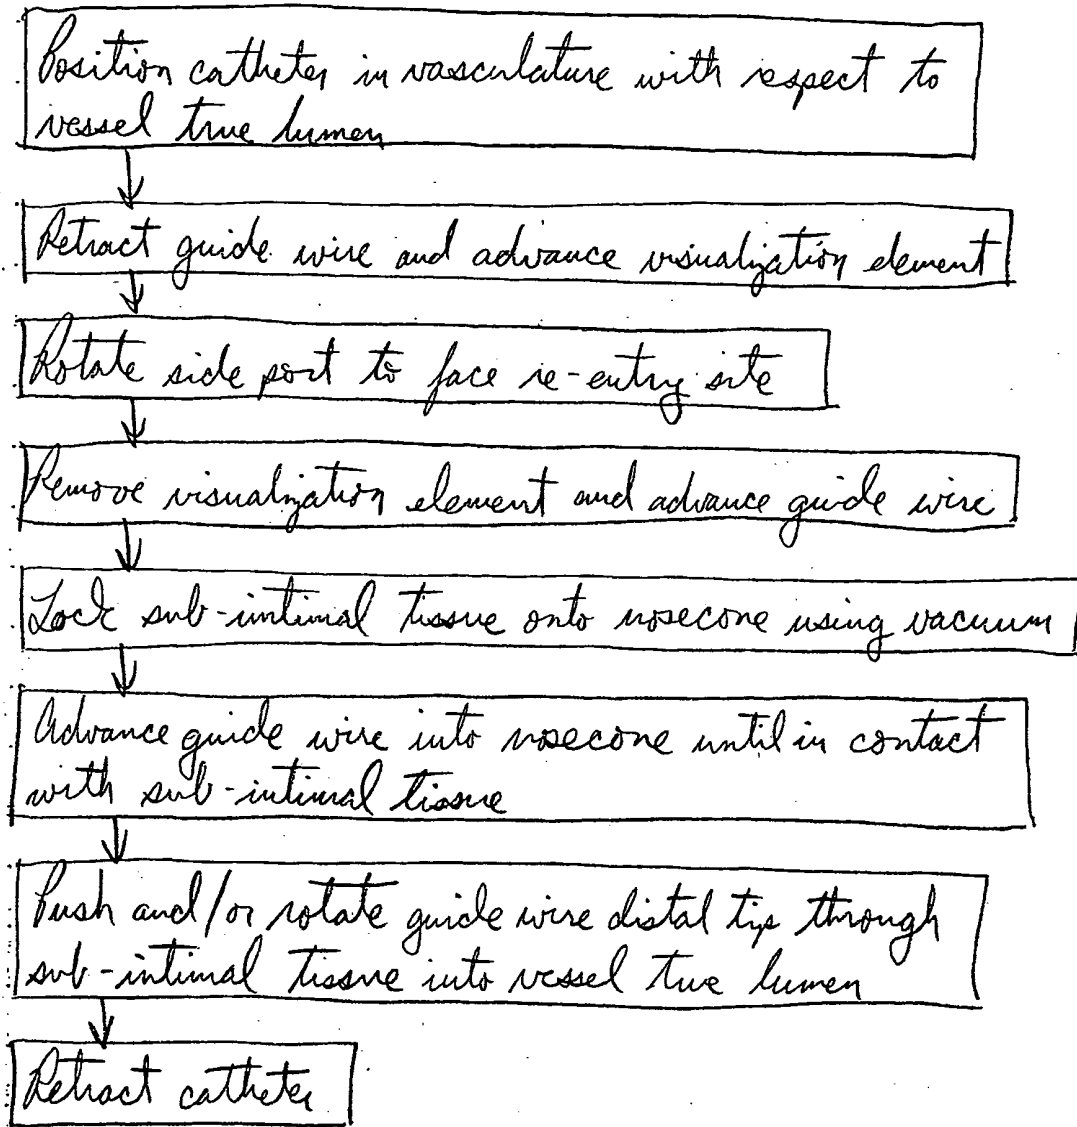 Position catheter in vasculature with respect to
vessel true lumen
Retract guide wire and advance visualization element
Rotate side port to face re-entry site
Remove visualization element and advance guide wire
Lock sub-intimal tissue onto nosecone using vacuum
Advance guide wire into nosecone until in contact
with sub-intimal tissue
Push and/or rotate guide wire distal tip through
sub-intimal tissue into vessel true lumen
Retract catheter